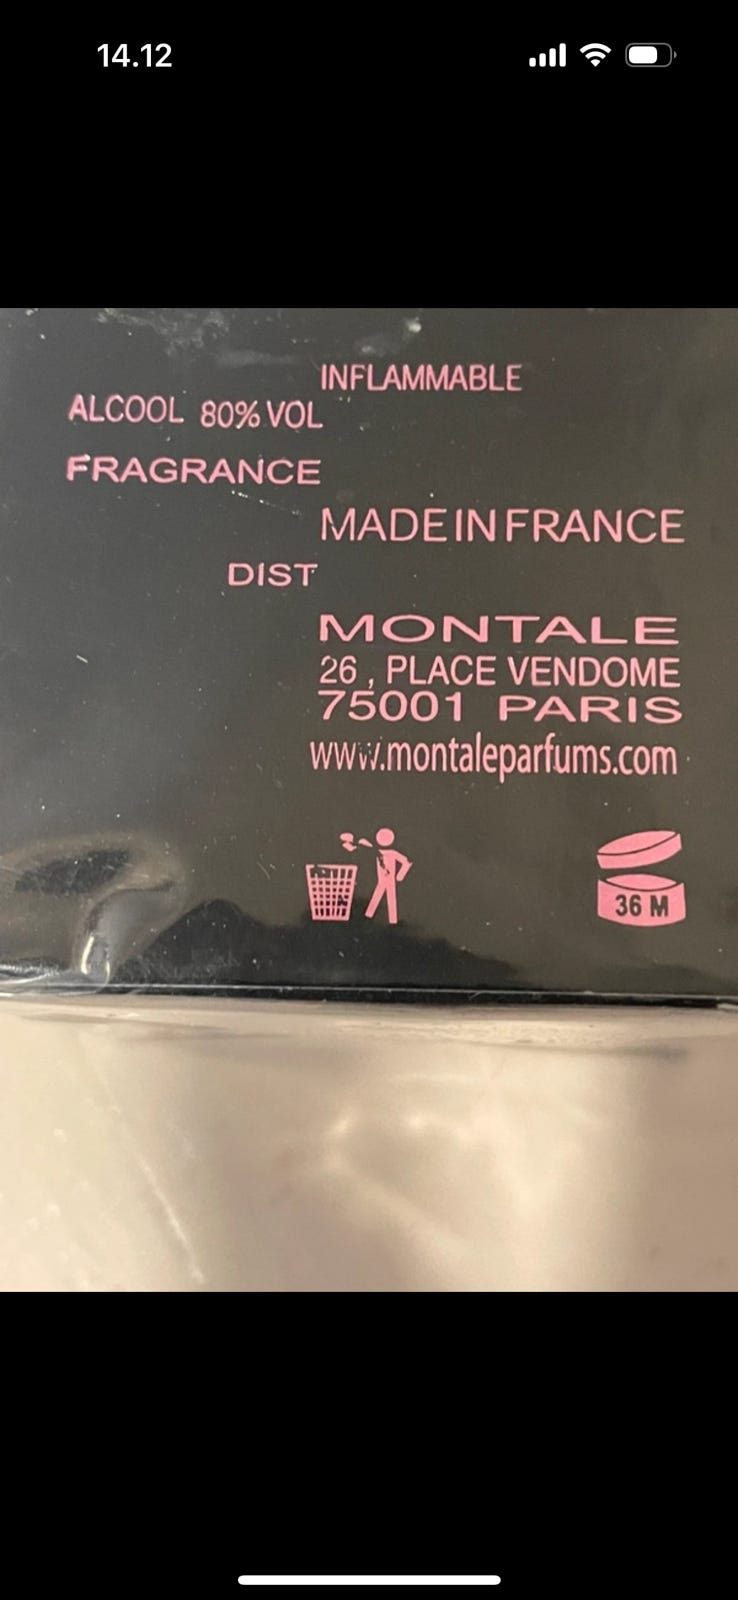 14.12
INFLAMMABLE
ALCOOL 80% VOL
FRAGRANCE
MADE IN FRANCE
DIST
MONTALE
26 , PLACE VENDOME
75001 PARIS
www.montaleparfums.com
36 M